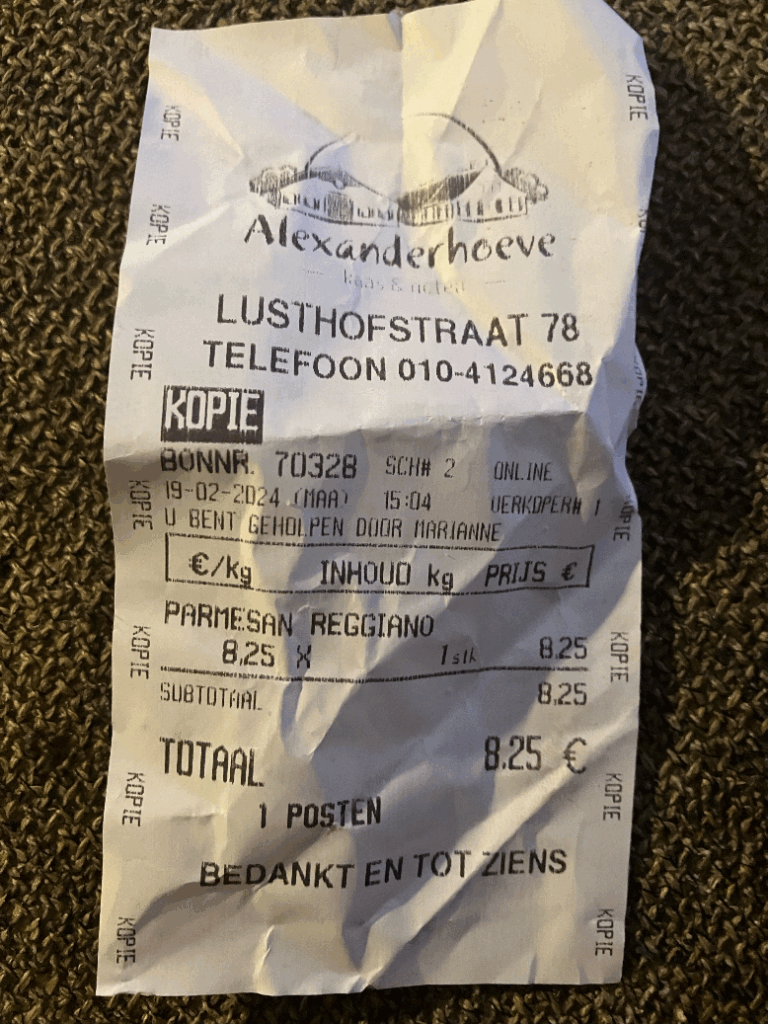 Alexanderhoeve
kaas & noten
LUSTHOFSTRAAT 78
TELEFOON 010-4124668
KOPIE
BONNR. 70328 SCH# 2 ONLINE
19-02-2024 (MAA) 15:04 VERKOPER# 1
U BENT GEHOLPEN DOOR MARIANNE
€/kg INHOUD kg PRIJS €
PARMESAN REGGIANO
8,25 X 1stk 8.25
SUBTOTAAL 8.25
TOTAAL 8.25 €
1 POSTEN
BEDANKT EN TOT ZIENS
KOPIE
KOPIE
KOPIE
KOPIE
KOPIE
KOPIE
KOPIE
KOPIE
KOPIE
KOPIE
KOPIE